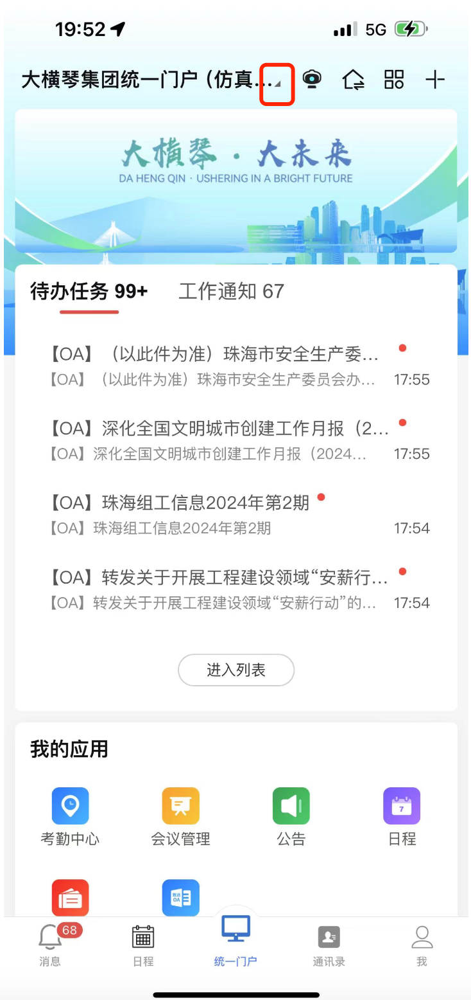 19:52 5G
大横琴集团统一门户（仿真...
大横琴·大未来
DA HENG QIN · USHERING IN A BRIGHT FUTURE
待办任务 99+ 工作通知 67
【OA】（以此件为准）珠海市安全生产委...
【OA】（以此件为准）珠海市安全生产委员会办... 17:55
【OA】深化全国文明城市创建工作月报（2...
【OA】深化全国文明城市创建工作月报（2024... 17:55
【OA】珠海组工信息2024年第2期
【OA】珠海组工信息2024年第2期 17:54
【OA】转发关于开展工程建设领域“安薪行...
【OA】转发关于开展工程建设领域“安薪行动”的... 17:54
进入列表
我的应用
7
考勤中心 会议管理 公告 日程
致远
OA
68
消息 日程 统一门户 通讯录 我